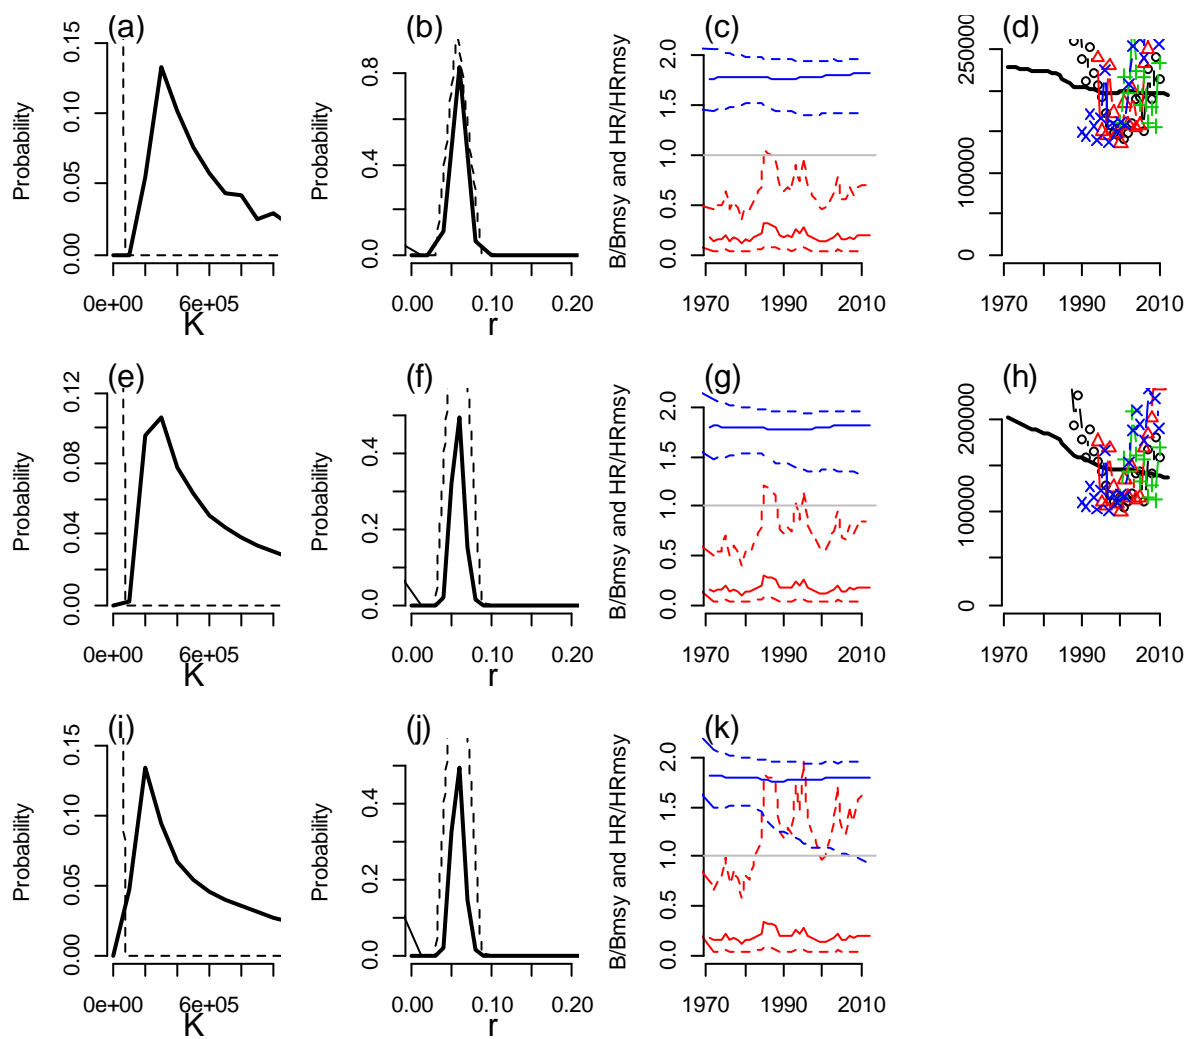 (a)
Probability
0.00 0.05 0.10 0.15
0e+00 6e+05
K
(b)
Probability
0.0 0.4 0.8
0.00 0.10 0.20
r
(c)
B/Bmsy and HR/HRmsy
0.0 0.5 1.0 1.5 2.0
1970 1990 2010
(d)
0 100000 250000
1970 1990 2010
(e)
Probability
0.00 0.04 0.08 0.12
0e+00 6e+05
K
(f)
Probability
0.0 0.2 0.4
0.00 0.10 0.20
r
(g)
B/Bmsy and HR/HRmsy
0.0 0.5 1.0 1.5 2.0
1970 1990 2010
(h)
0 100000 200000
1970 1990 2010
(i)
Probability
0.00 0.05 0.10 0.15
0e+00 6e+05
K
(j)
Probability
0.0 0.2 0.4
0.00 0.10 0.20
r
(k)
B/Bmsy and HR/HRmsy
0.0 0.5 1.0 1.5 2.0
1970 1990 2010